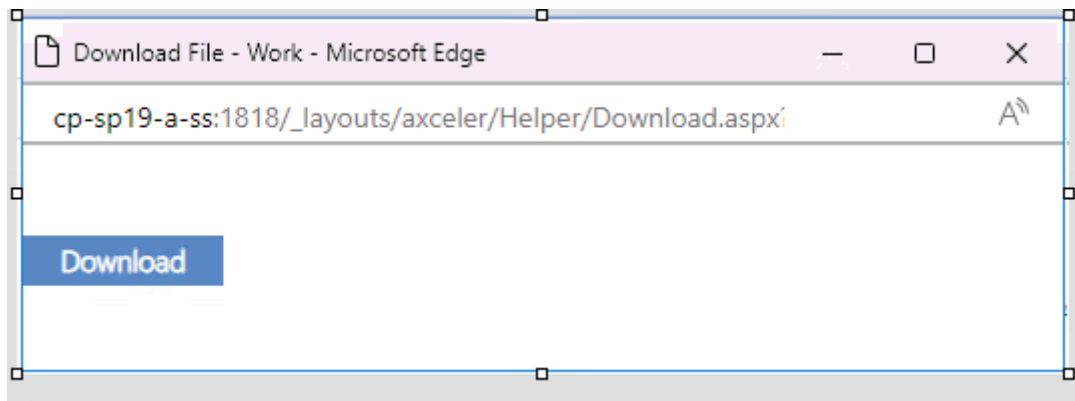 Download File - Work - Microsoft Edge
cp-sp19-a-ss:1818/_layouts/axceler/Helper/Download.aspx?
Download